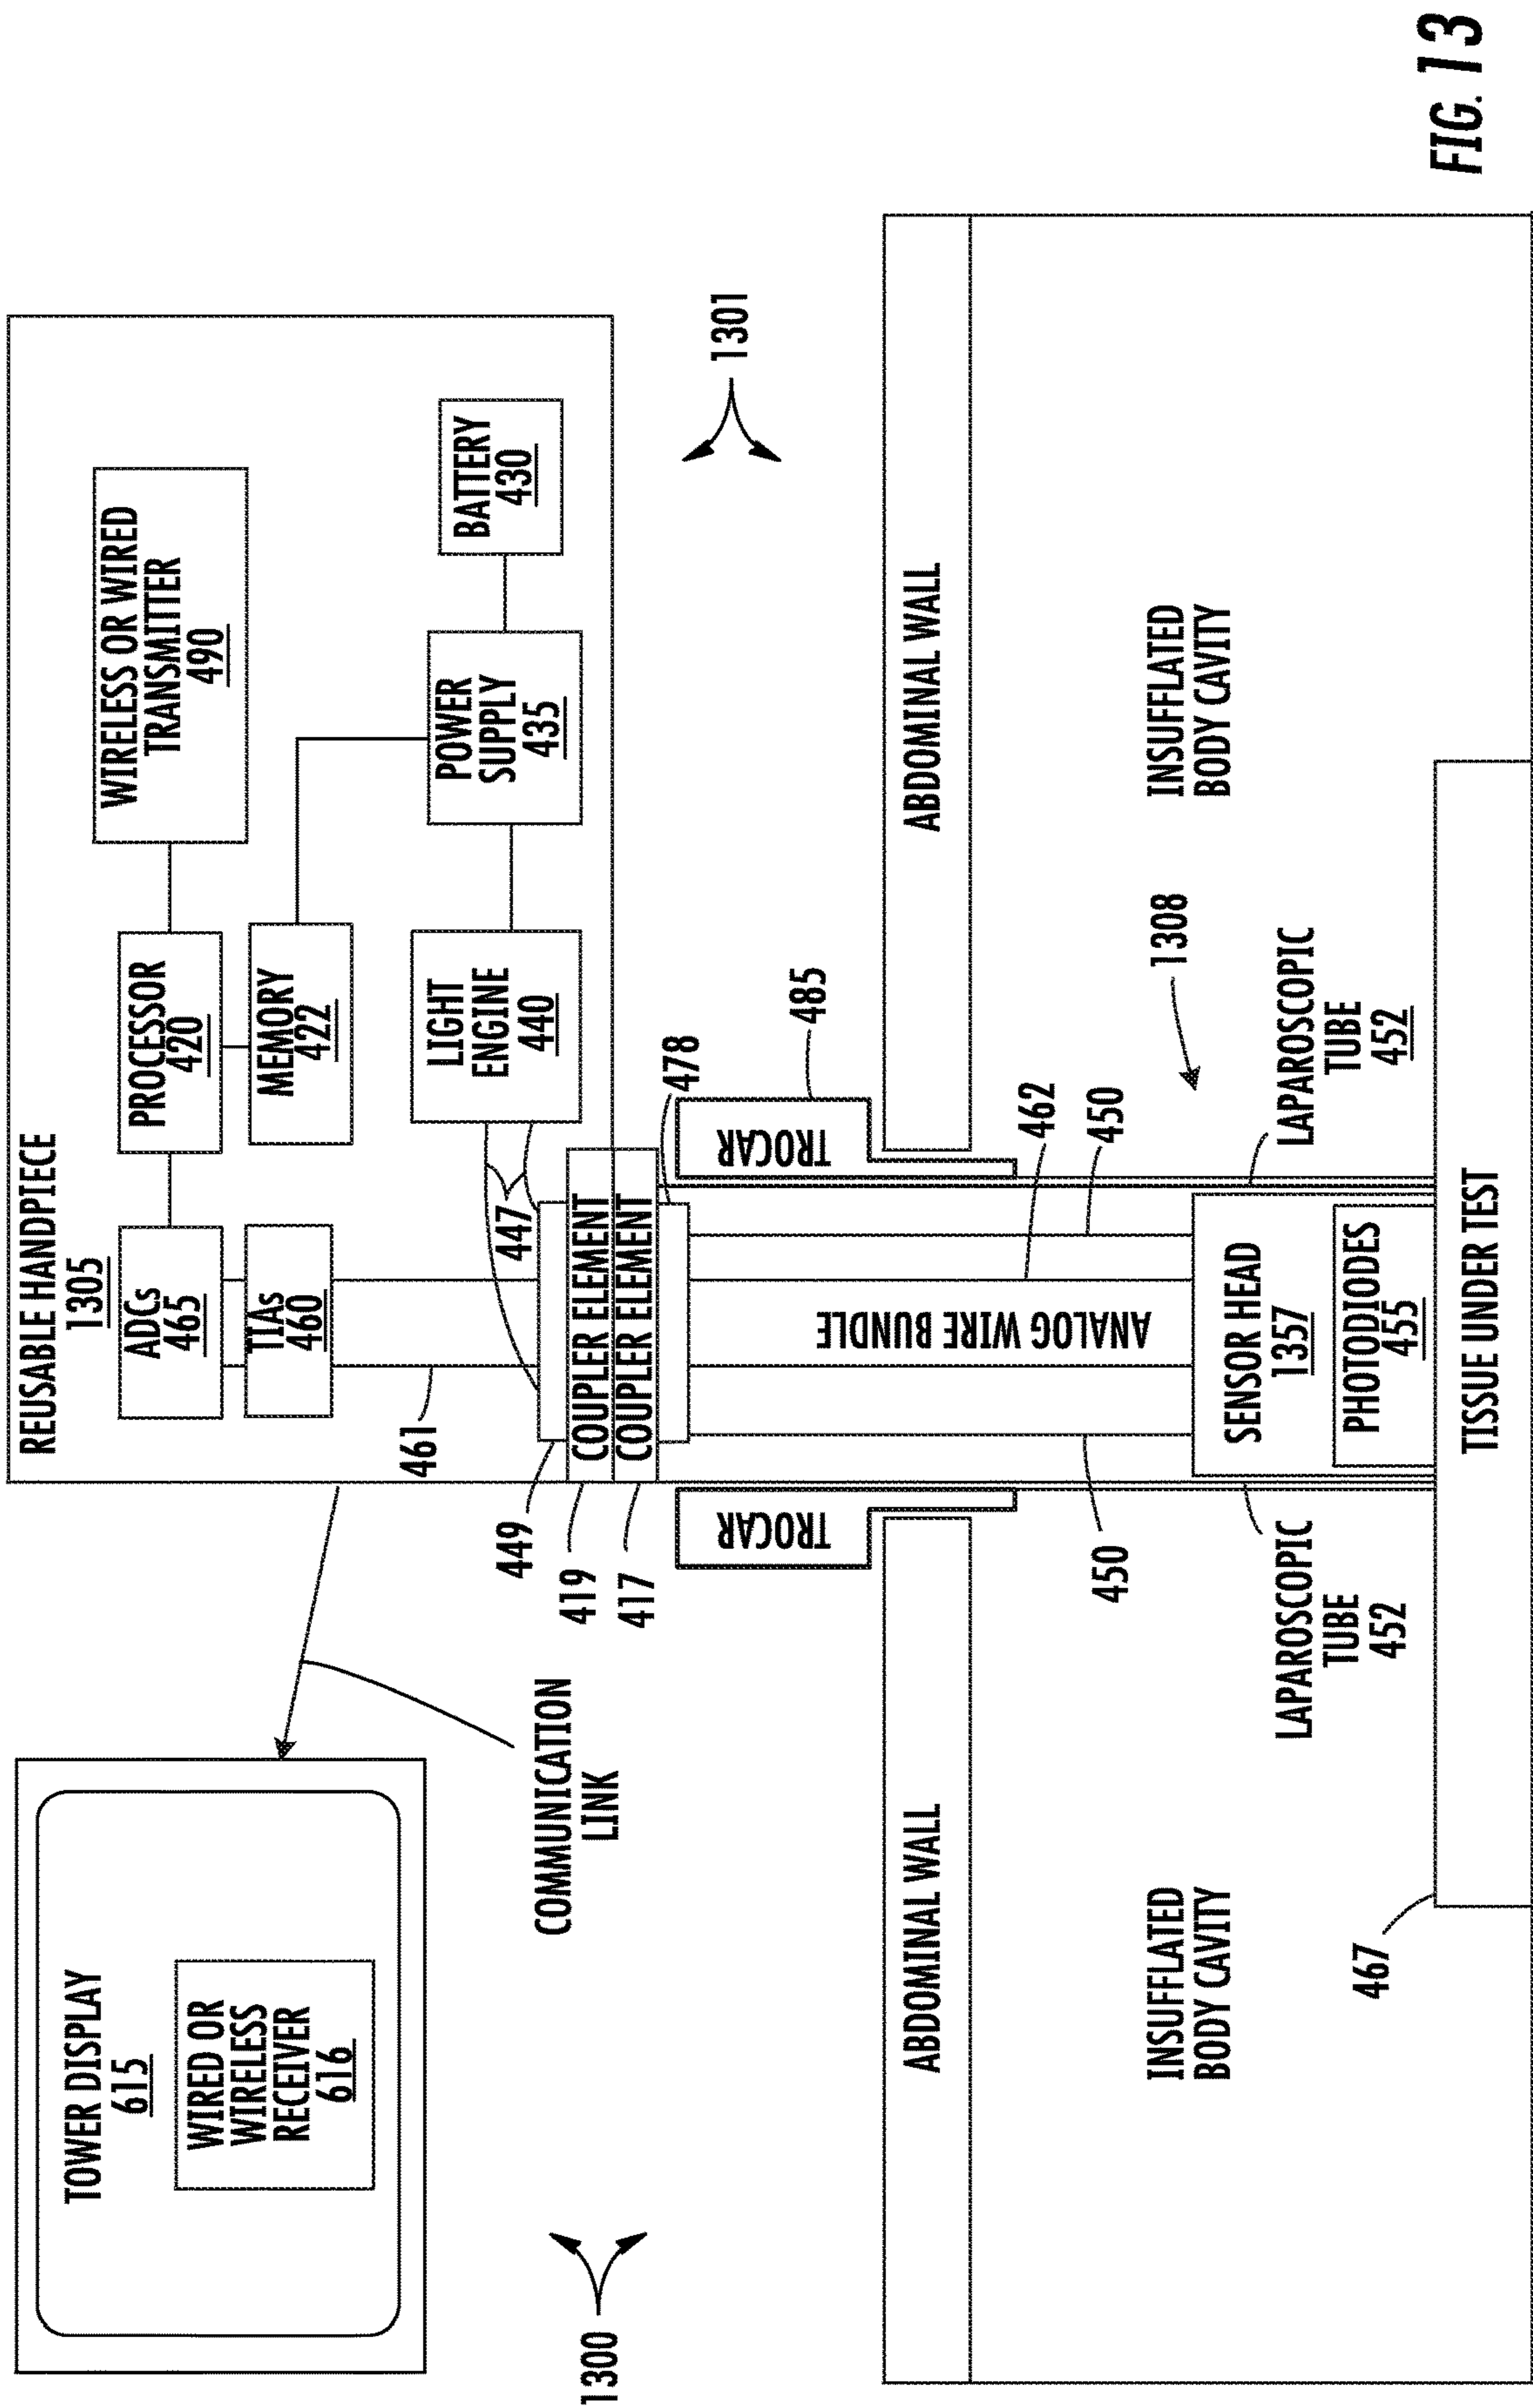 TOWER DISPLAY
615
WIRED OR
WIRELESS
RECEIVER
616
COMMUNICATION
LINK
1300
REUSABLE HANDPIECE
1305
ADCs
465
TIAs
460
461
PROCESSOR
420
MEMORY
422
WIRELESS OR WIRED
TRANSMITTER
490
LIGHT
ENGINE
440
POWER
SUPPLY
435
BATTERY
430
447
449
419
417
COUPLER ELEMENT
COUPLER ELEMENT
478
1301
TROCAR
TROCAR
485
ABDOMINAL WALL
ABDOMINAL WALL
ANALOG WIRE BUNDLE
462
450
450
1308
INSUFFLATED
BODY CAVITY
INSUFFLATED
BODY CAVITY
LAPAROSCOPIC
TUBE
452
LAPAROSCOPIC
TUBE
452
SENSOR HEAD
1357
PHOTODIODES
455
467
TISSUE UNDER TEST
FIG. 13